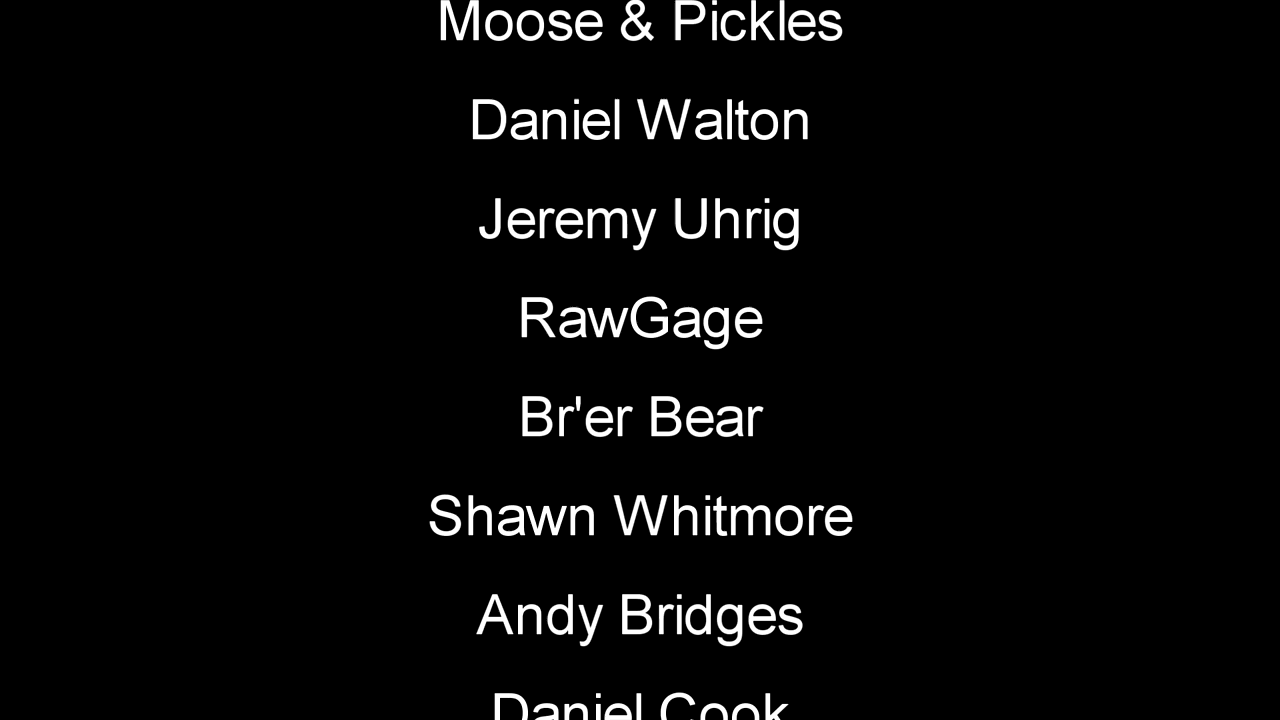 Moose & Pickles
Daniel Walton
Jeremy Uhrig
RawGage
Br'er Bear
Shawn Whitmore
Andy Bridges
Daniel Cook